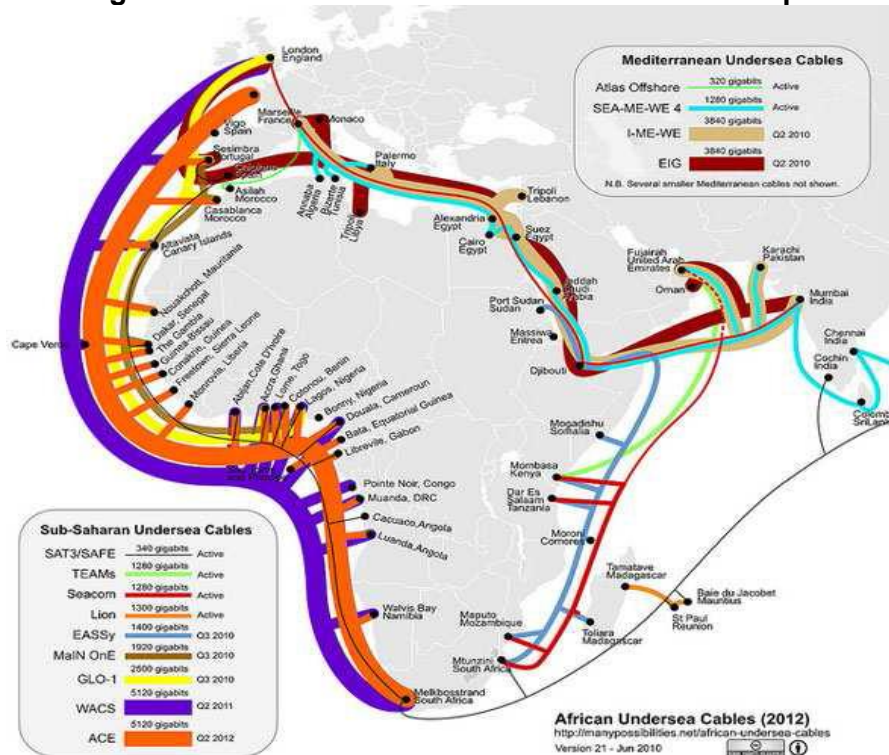 London
England
Marseille
France
Monaco
Vigo
Spain
Sesimbra
Portugal
Palermo
Italy
Asilah
Morocco
Casablanca
Morocco
Annaba
Algeria
Bizerte
Tunisia
Tripoli
Libya
Tripoli
Lebanon
Alexandria
Egypt
Cairo
Egypt
Suez
Egypt
Altavista
Canary Islands
Jeddah
Saudi
Arabia
Port Sudan
Sudan
Massiwa
Eritrea
Djibouti
Fujairah
United Arab
Emirates
Oman
Karachi
Pakistan
Mumbai
India
Chennai
India
Cochin
India
Colombo
SriLanka
Nouakchott, Mauritania
Dakar, Senegal
The Gambia
Guinea-Bissau
Conakrie, Guinea
Freetown, Sierra Leone
Monrovia, Liberia
Cape Verde
Abijan,Cote D'Ivoire
Accra,Ghana
Lome, Togo
Cotonou, Benin
Lagos, Nigeria
Bonny, Nigeria
Douala, Cameroun
Bata, Equatorial Guinea
Libreville, Gabon
Pointe Noir, Congo
Muanda, DRC
Cacuaco,Angola
Luanda,Angola
Walvis Bay
Namibia
Melkbosstrand
South Africa
Mogadishu
Somalia
Mombasa
Kenya
Dar Es
Salaam
Tanzania
Moroni
Comores
Maputo
Mozambique
Mtunzini
South Africa
Toliara
Madagascar
Tamatave
Madagascar
Baie du Jacobet
Mauritius
St Paul
Reunion
Mediterranean Undersea Cables
Atlas Offshore 320 gigabits Active
SEA-ME-WE 4 1280 gigabits Active
I-ME-WE 3840 gigabits Q2 2010
EIG 3840 gigabits Q2 2010
N.B. Several smaller Mediterranean cables not shown.
Sub-Saharan Undersea Cables
SAT3/SAFE 340 gigabits Active
TEAMs 1280 gigabits Active
Seacom 1280 gigabits Active
Lion 1300 gigabits Active
EASSy 1400 gigabits Q3 2010
MaIN OnE 1920 gigabits Q3 2010
GLO-1 2500 gigabits Q3 2010
WACS 5120 gigabits Q2 2011
ACE 5120 gigabits Q2 2012
African Undersea Cables (2012)
http://manypossibilities.net/african-undersea-cables
Version 21 - Jun 2010